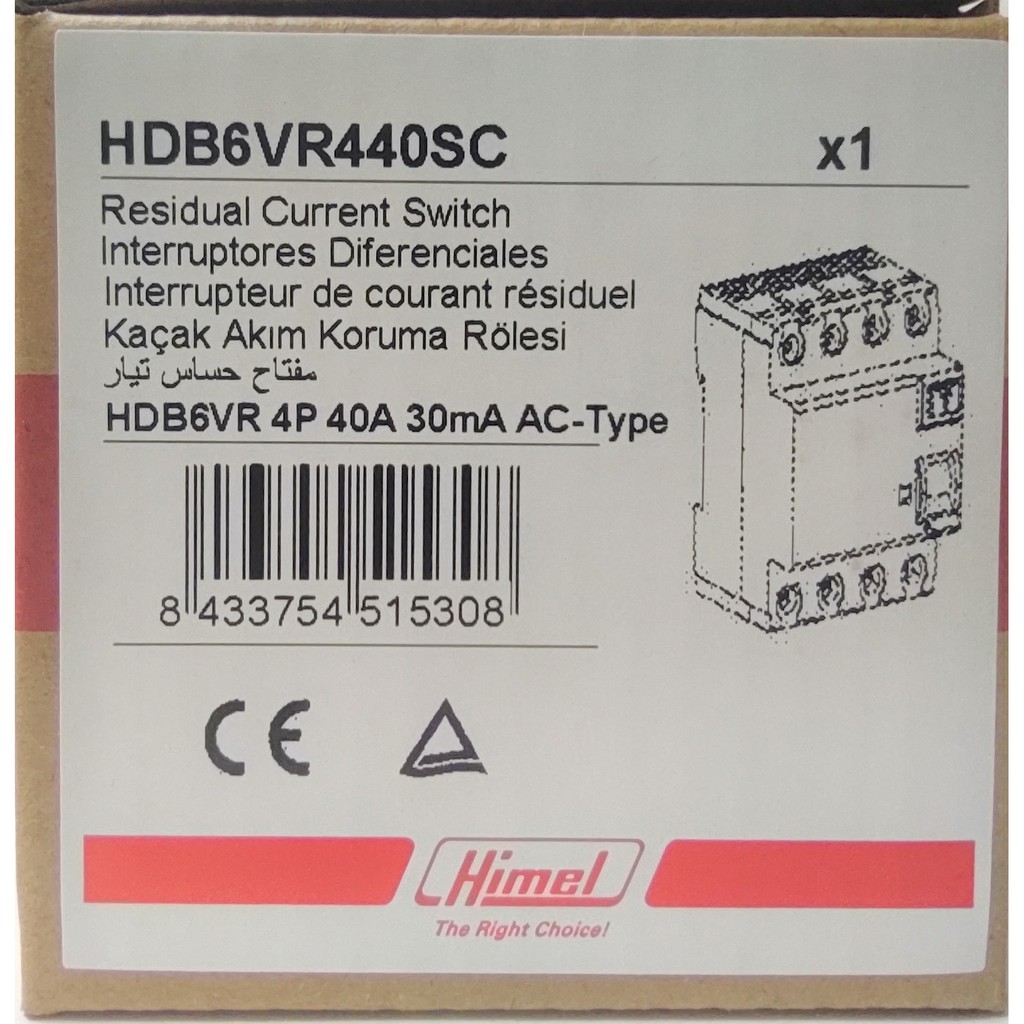 HDB6VR440SC x1
Residual Current Switch
Interruptores Diferenciales
Interrupteur de courant résiduel
Kaçak Akım Koruma Rölesi
مفتاح حساس تيار
HDB6VR 4P 40A 30mA AC-Type
8 433754 515308
CE
Himel
The Right Choice!